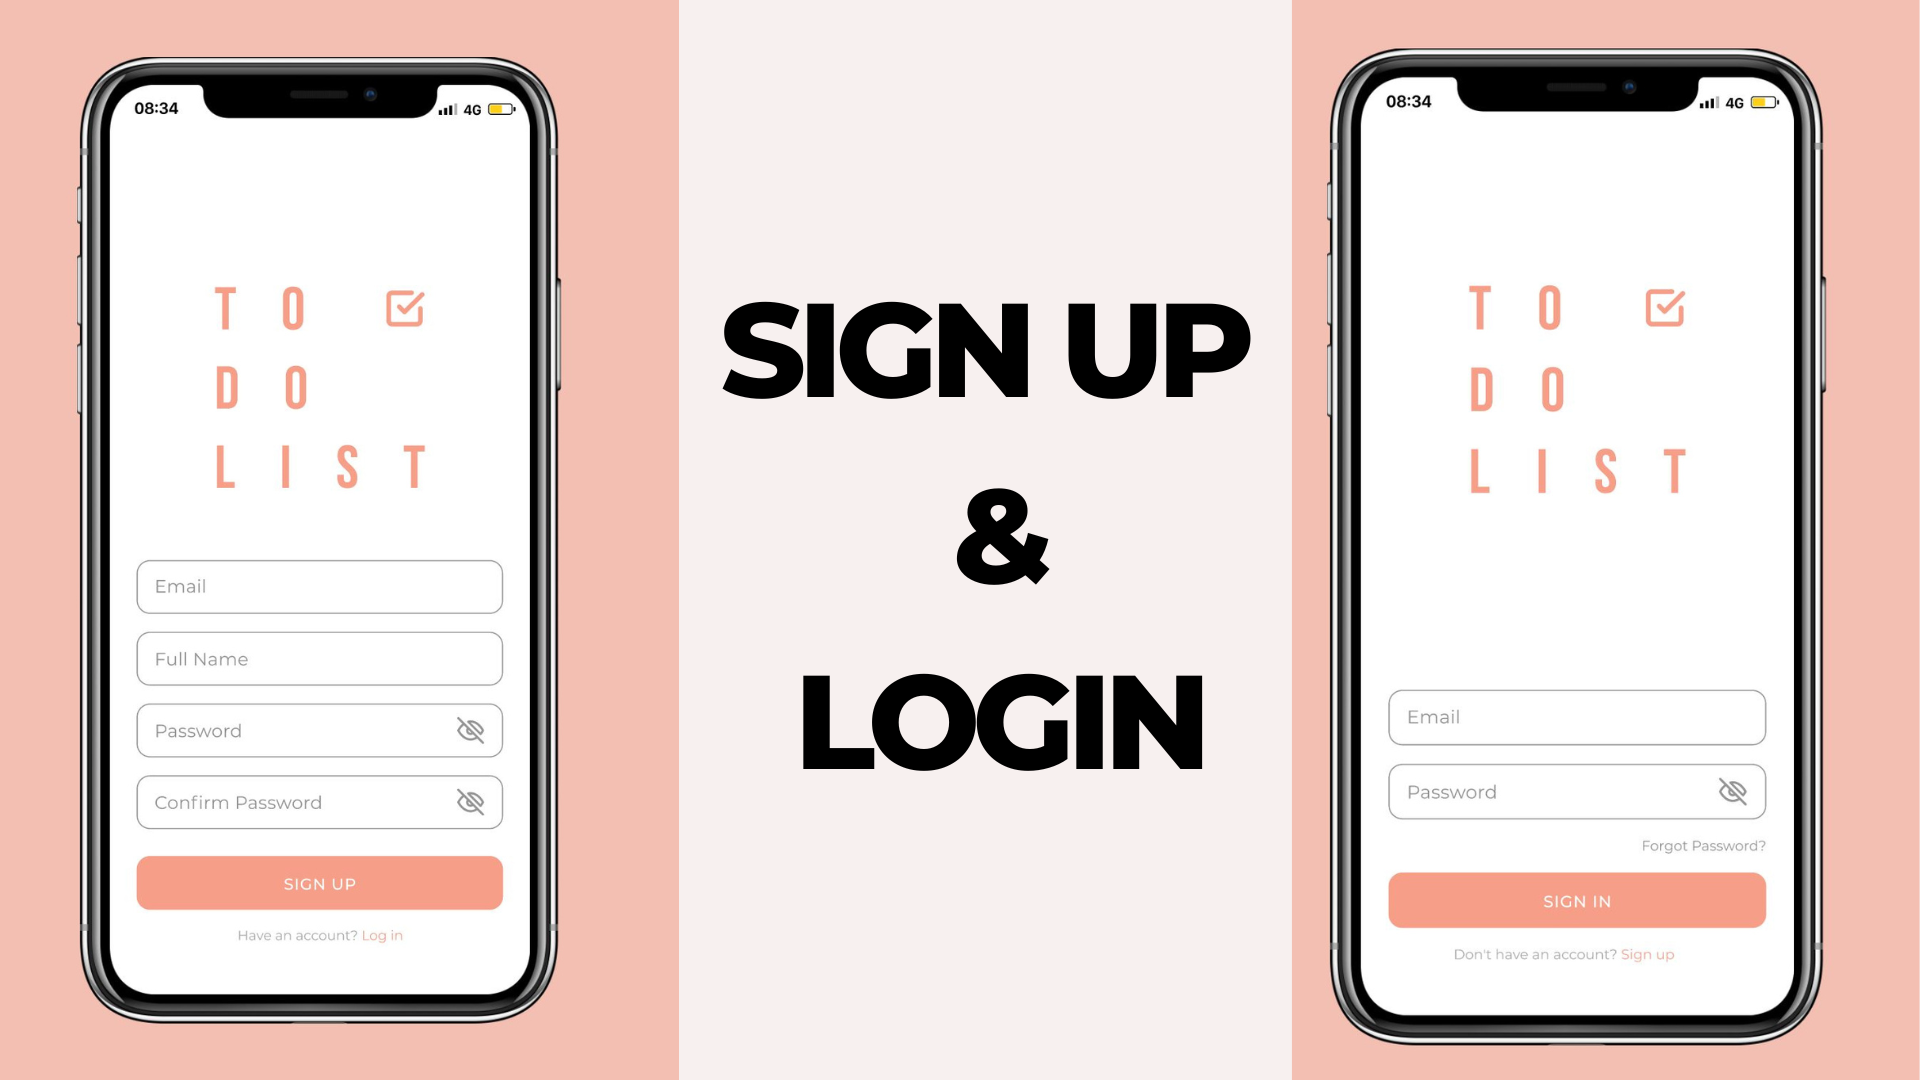 08:34
4G
T O
D O
L I S T
Email
Full Name
Password
Confirm Password
SIGN UP
Have an account? Log in
SIGN UP
&
LOGIN
08:34
4G
T O
D O
L I S T
Email
Password
Forgot Password?
SIGN IN
Don't have an account? Sign up